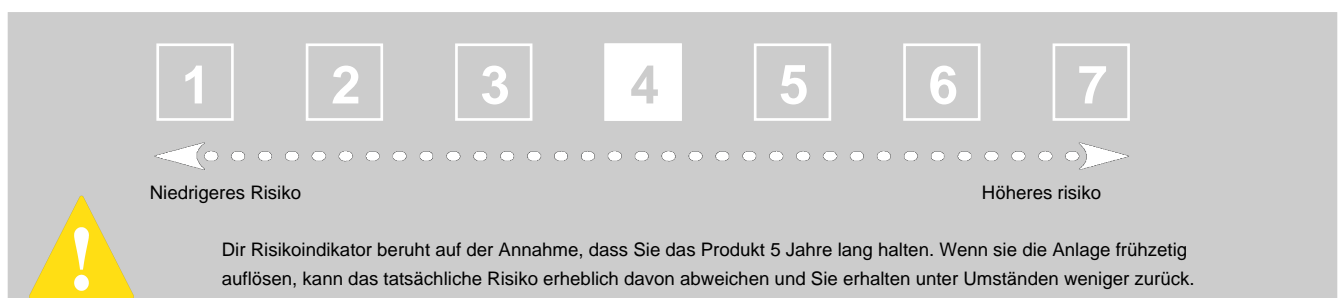 1 2 3 4 5 6 7
Niedrigeres Risiko Höheres risiko
!
Dir Risikoindikator beruht auf der Annahme, dass Sie das Produkt 5 Jahre lang halten. Wenn sie die Anlage frühzetig
auflösen, kann das tatsächliche Risiko erheblich davon abweichen und Sie erhalten unter Umständen weniger zurück.